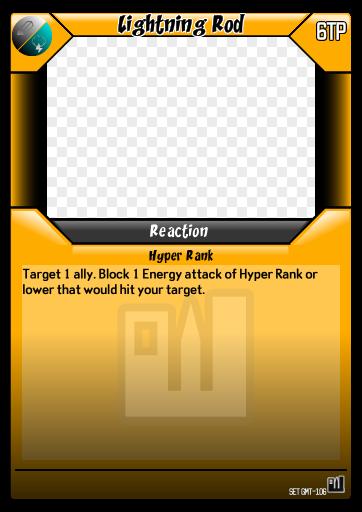 Lightning Rod
6TP
Reaction
Hyper Rank
Target 1 ally. Block 1 Energy attack of Hyper Rank or
lower that would hit your target.
SET GMT-106